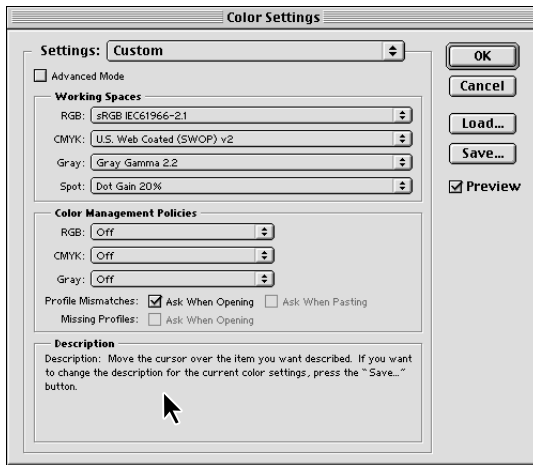 Color Settings
Settings: Custom
OK
Advanced Mode
Cancel
Working Spaces
RGB: sRGB IEC61966-2.1
Load...
CMYK: U.S. Web Coated (SWOP) v2
Save...
Gray: Gray Gamma 2.2
Spot: Dot Gain 20%
Preview
Color Management Policies
RGB: Off
CMYK: Off
Gray: Off
Profile Mismatches: Ask When Opening Ask When Pasting
Missing Profiles: Ask When Opening
Description
Description: Move the cursor over the item you want described. If you want
to change the description for the current color settings, press the "Save..."
button.